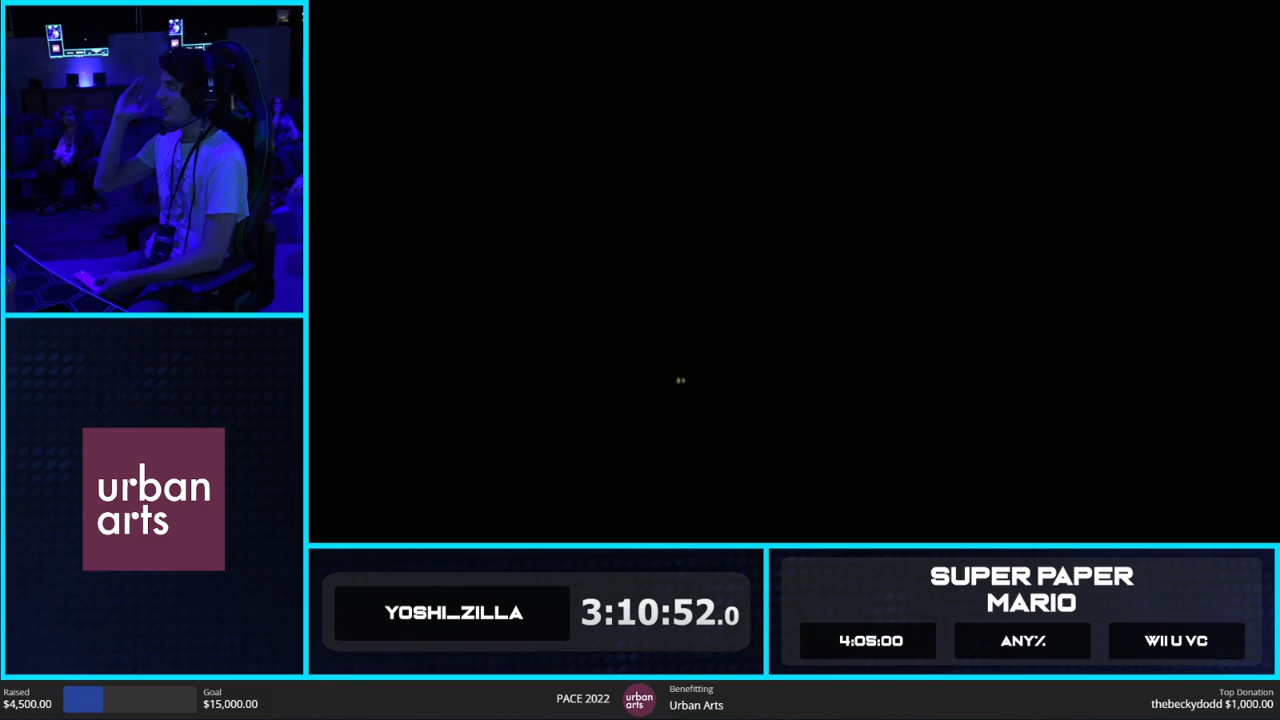 urban
arts
YOSHI_ZILLA
3:10:52.0
SUPER PAPER
MARIO
4:05:00
ANY%
WII U VC
Raised
$4,500.00
Goal
$15,000.00
PACE 2022
urban
arts
Benefitting
Urban Arts
Top Donation
thebeckydodd $1,000.00